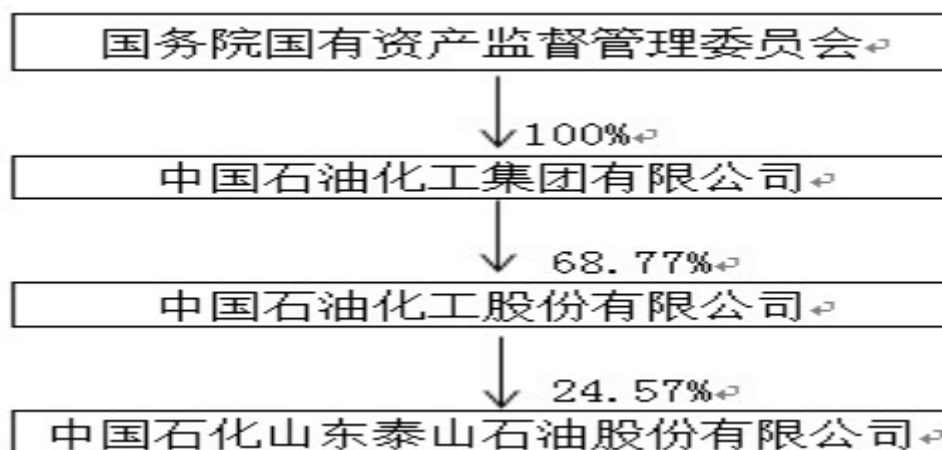 国务院国有资产监督管理委员会
100%
中国石油化工集团有限公司
68.77%
中国石油化工股份有限公司
24.57%
中国石化山东泰山石油股份有限公司